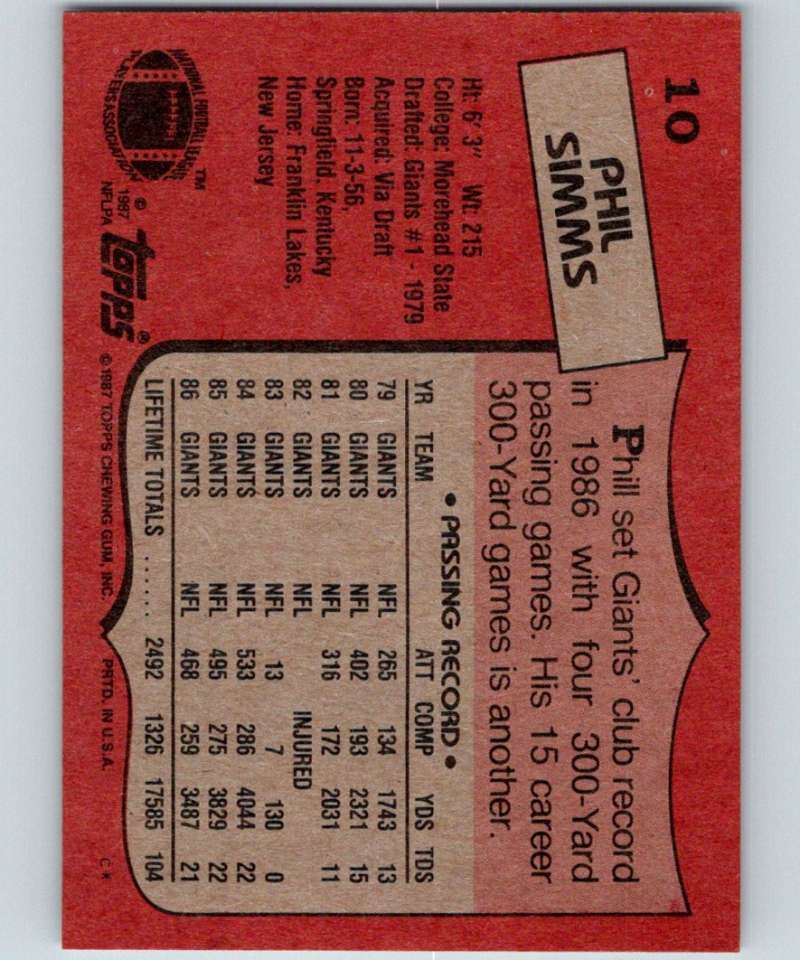 10
PHIL
SIMMS
Ht: 6'3" Wt: 215
College: Morehead State
Drafted: Giants #1 - 1979
Acquired: Via Draft
Born: 11-3-56,
Springfield, Kentucky
Home: Franklin Lakes,
New Jersey
NATIONAL FOOTBALL LEAGUE
PLAYERS ASSOCIATION
TM
© 1987
NFLPA
topps®
Phill set Giants' club record
in 1986 with four 300-Yard
passing games. His 15 career
300-Yard games is another.
• PASSING RECORD •
YR TEAM ATT COMP YDS TDS
79 GIANTS NFL 265 134 1743 13
80 GIANTS NFL 402 193 2321 15
81 GIANTS NFL 316 172 2031 11
82 GIANTS INJURED
83 GIANTS NFL 13 7 130 0
84 GIANTS NFL 533 286 4044 22
85 GIANTS NFL 495 275 3829 22
86 GIANTS NFL 468 259 3487 21
LIFETIME TOTALS ...... 2492 1326 17585 104
©1987 TOPPS CHEWING GUM, INC. PRTD. IN U.S.A. C K